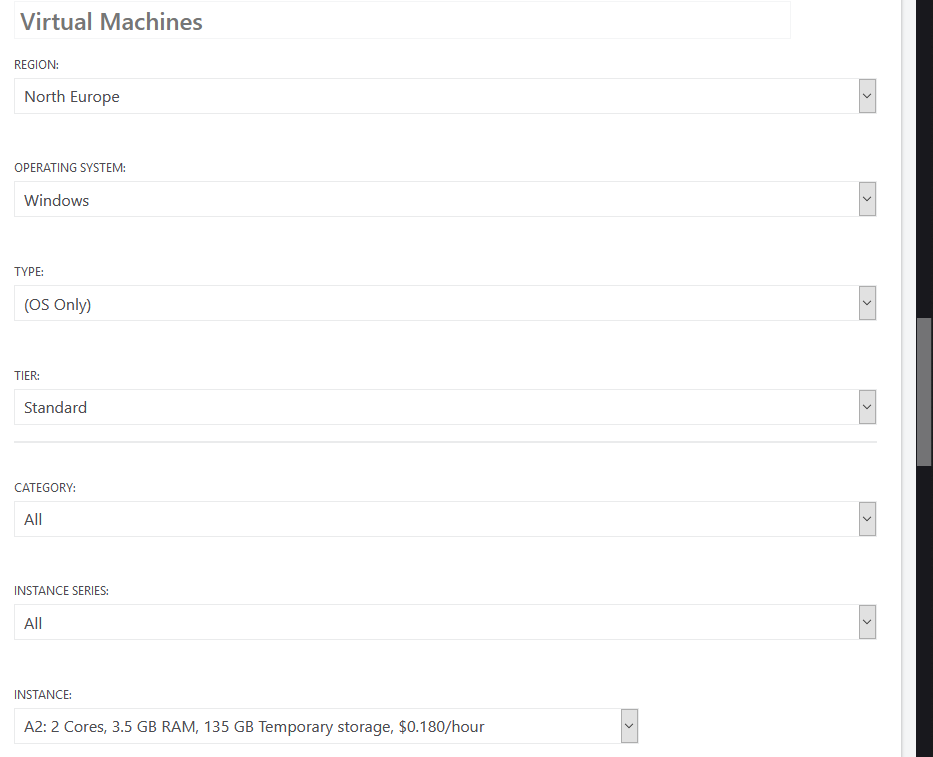 Virtual Machines
REGION:
North Europe
OPERATING SYSTEM:
Windows
TYPE:
(OS Only)
TIER:
Standard
CATEGORY:
All
INSTANCE SERIES:
All
INSTANCE:
A2: 2 Cores, 3.5 GB RAM, 135 GB Temporary storage, $0.180/hour